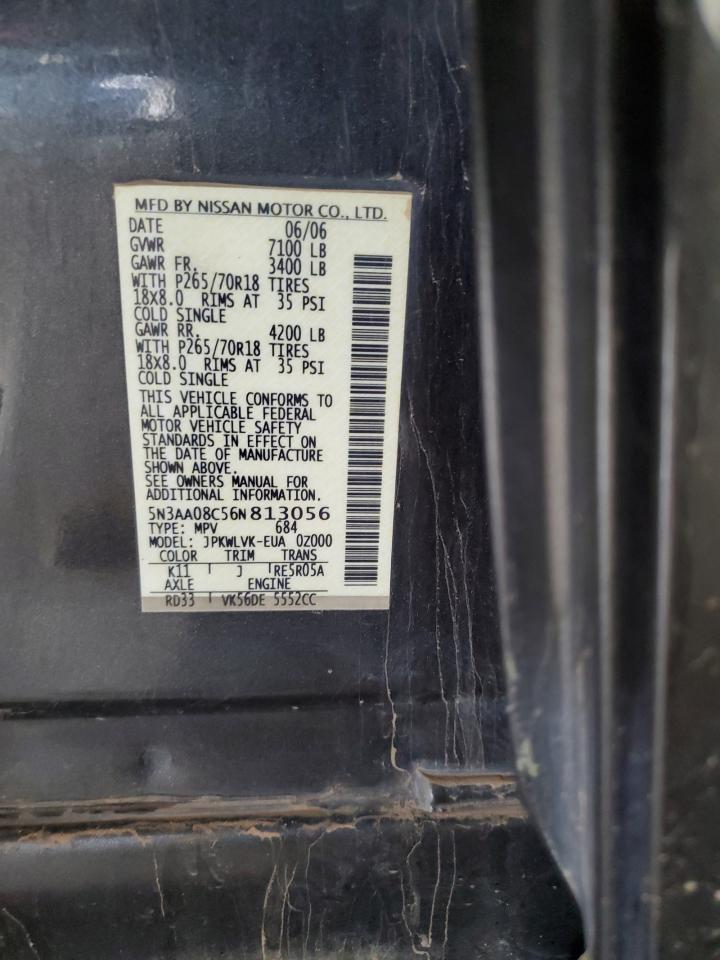 MFD BY NISSAN MOTOR CO., LTD.
DATE 06/06
GVWR 7100 LB
GAWR FR. 3400 LB
WITH P265/70R18 TIRES
18X8.0 RIMS AT 35 PSI
COLD SINGLE
GAWR RR. 4200 LB
WITH P265/70R18 TIRES
18X8.0 RIMS AT 35 PSI
COLD SINGLE
THIS VEHICLE CONFORMS TO
ALL APPLICABLE FEDERAL
MOTOR VEHICLE SAFETY
STANDARDS IN EFFECT ON
THE DATE OF MANUFACTURE
SHOWN ABOVE.
SEE OWNERS MANUAL FOR
ADDITIONAL INFORMATION.
5N3AA08C56N813056
TYPE: MPV 684
MODEL: JPKWLVK-EUA 0Z000
COLOR TRIM TRANS
K11 J RE5R05A
AXLE ENGINE
RD33 VK56DE 5552CC